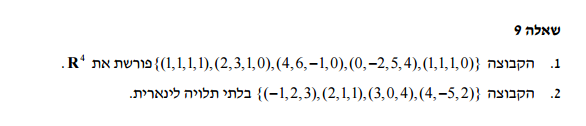 שאלה 9
1. הקבוצה {(1,1,1,1),(2,3,1,0),(4,6,−1,0),(0,−2,5,4),(1,1,1,0)} פורשת את R⁴.
2. הקבוצה {(−1,2,3),(2,1,1),(3,0,4),(4,−5,2)} בלתי תלויה לינארית.